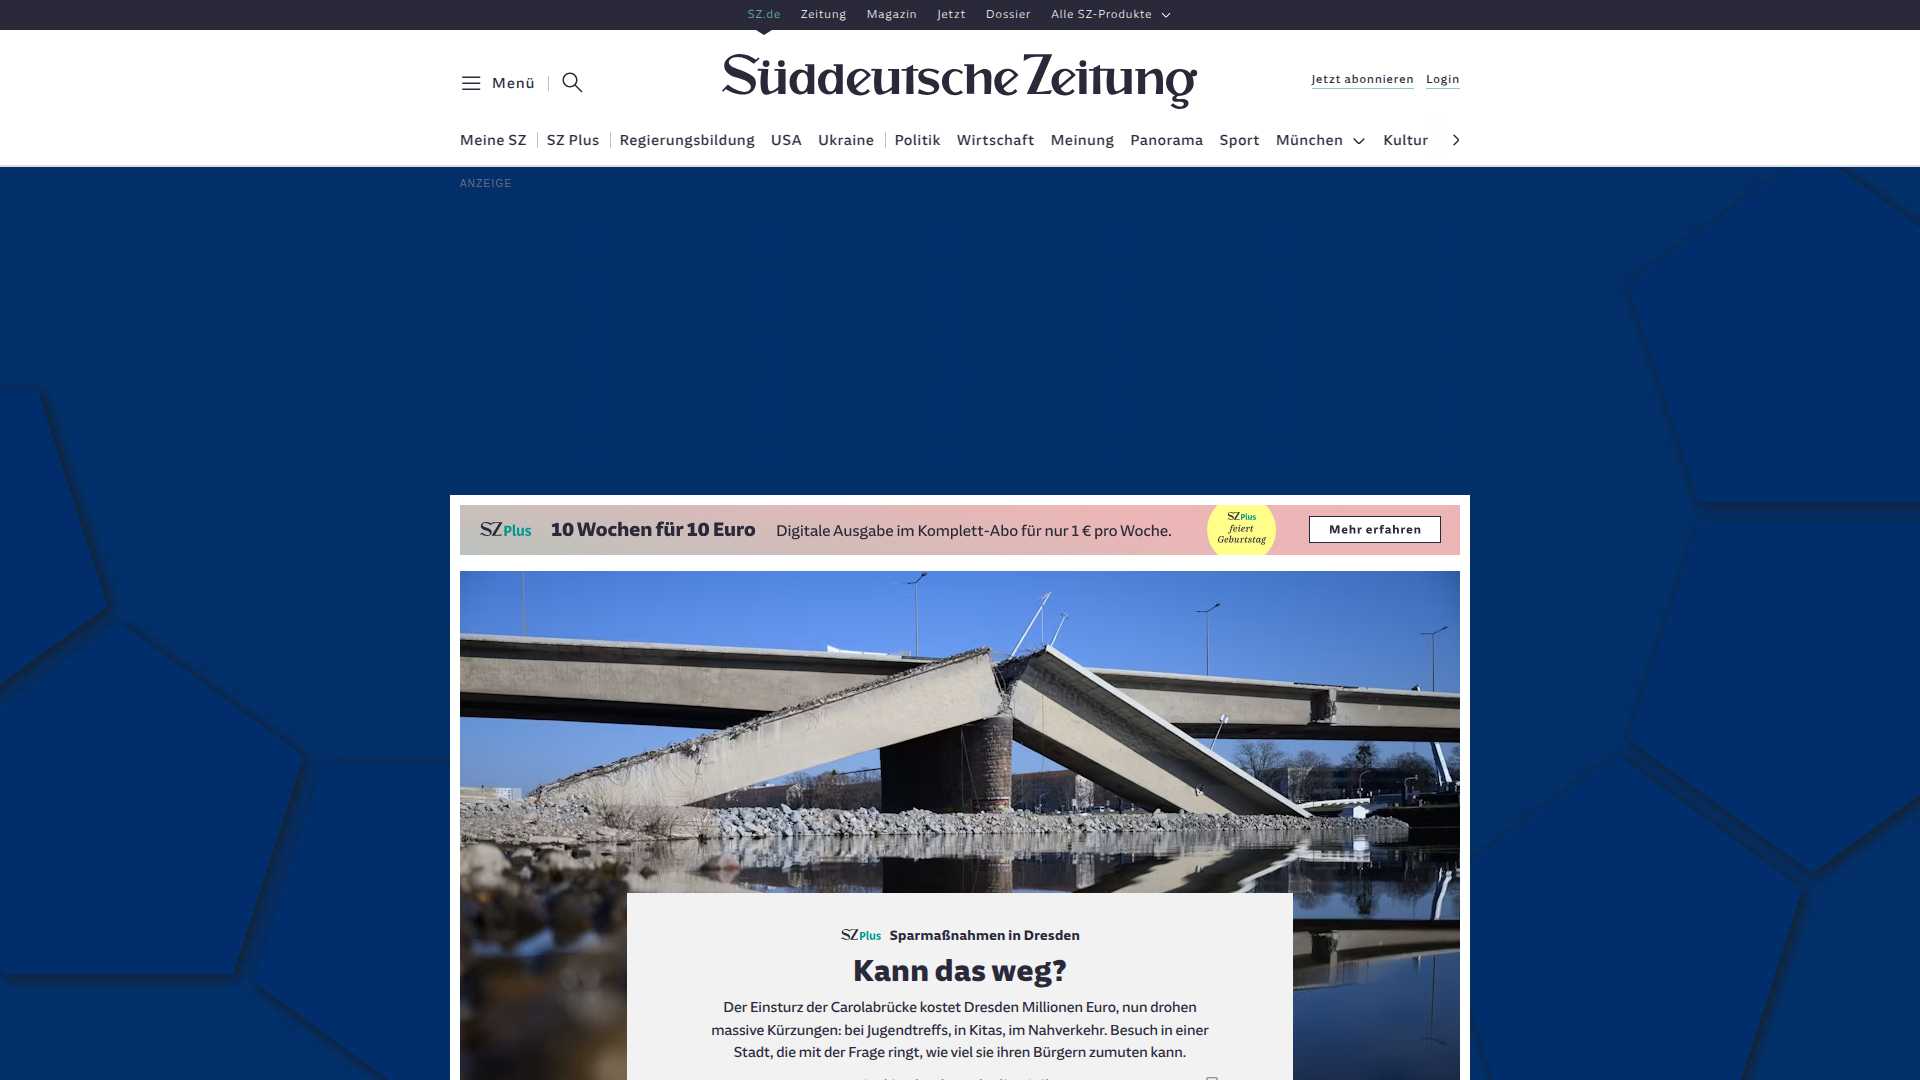 SZ.de Zeitung Magazin Jetzt Dossier Alle SZ-Produkte
Menü
Süddeutsche Zeitung
Jetzt abonnieren Login
Meine SZ SZ Plus Regierungsbildung USA Ukraine Politik Wirtschaft Meinung Panorama Sport München Kultur
ANZEIGE
SZ Plus 10 Wochen für 10 Euro Digitale Ausgabe im Komplett-Abo für nur 1 € pro Woche.
SZ Plus
feiert
Geburtstag
Mehr erfahren
SZ Plus Sparmaßnahmen in Dresden
Kann das weg?
Der Einsturz der Carolabrücke kostet Dresden Millionen Euro, nun drohen
massive Kürzungen: bei Jugendtreffs, in Kitas, im Nahverkehr. Besuch in einer
Stadt, die mit der Frage ringt, wie viel sie ihren Bürgern zumuten kann.